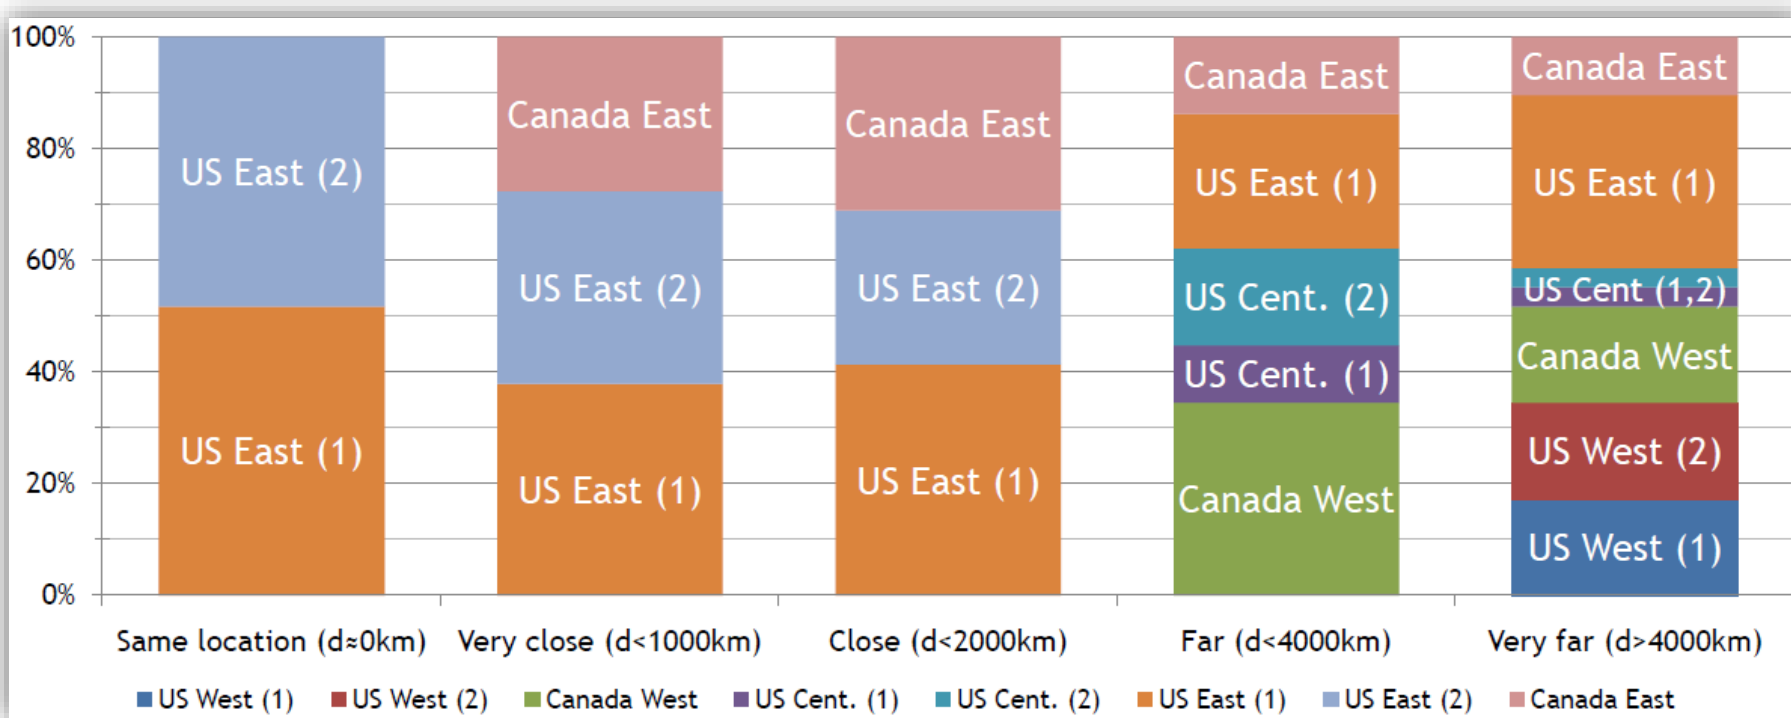 100%
80%
60%
40%
20%
0%
US East (2)
US East (1)
Canada East
US East (2)
US East (1)
Canada East
US East (2)
US East (1)
Canada East
US East (1)
US Cent. (2)
US Cent. (1)
Canada West
Canada East
US East (1)
US Cent (1,2)
Canada West
US West (2)
US West (1)
Same location (d≈0km) Very close (d<1000km) Close (d<2000km) Far (d<4000km) Very far (d>4000km)
US West (1) US West (2) Canada West US Cent. (1) US Cent. (2) US East (1) US East (2) Canada East